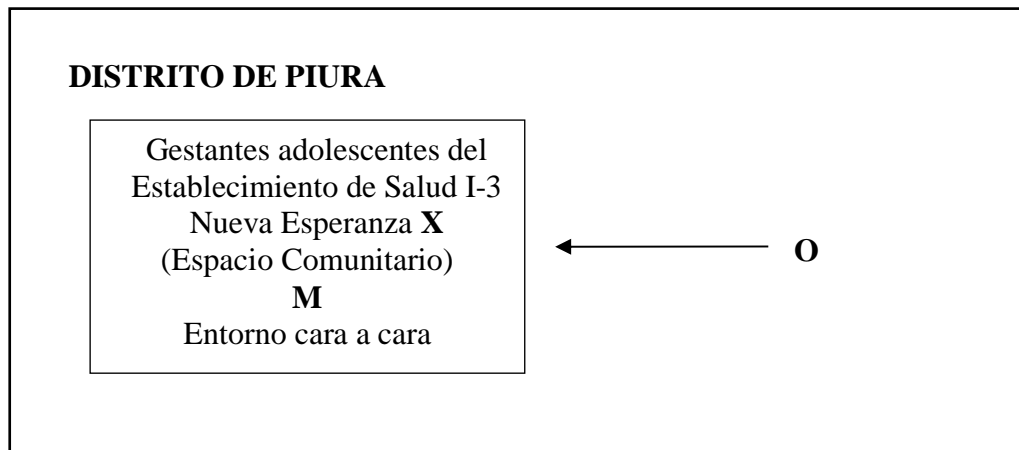 DISTRITO DE PIURA
Gestantes adolescentes del
Establecimiento de Salud I-3
Nueva Esperanza X
(Espacio Comunitario)
M
Entorno cara a cara
O